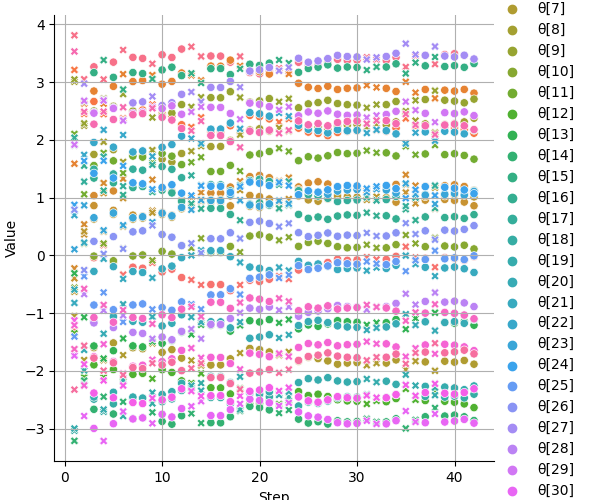 4
3
2
1
0
−1
−2
−3
Value
0
10
20
30
40
Step
θ[7]
θ[8]
θ[9]
θ[10]
θ[11]
θ[12]
θ[13]
θ[14]
θ[15]
θ[16]
θ[17]
θ[18]
θ[19]
θ[20]
θ[21]
θ[22]
θ[23]
θ[24]
θ[25]
θ[26]
θ[27]
θ[28]
θ[29]
θ[30]